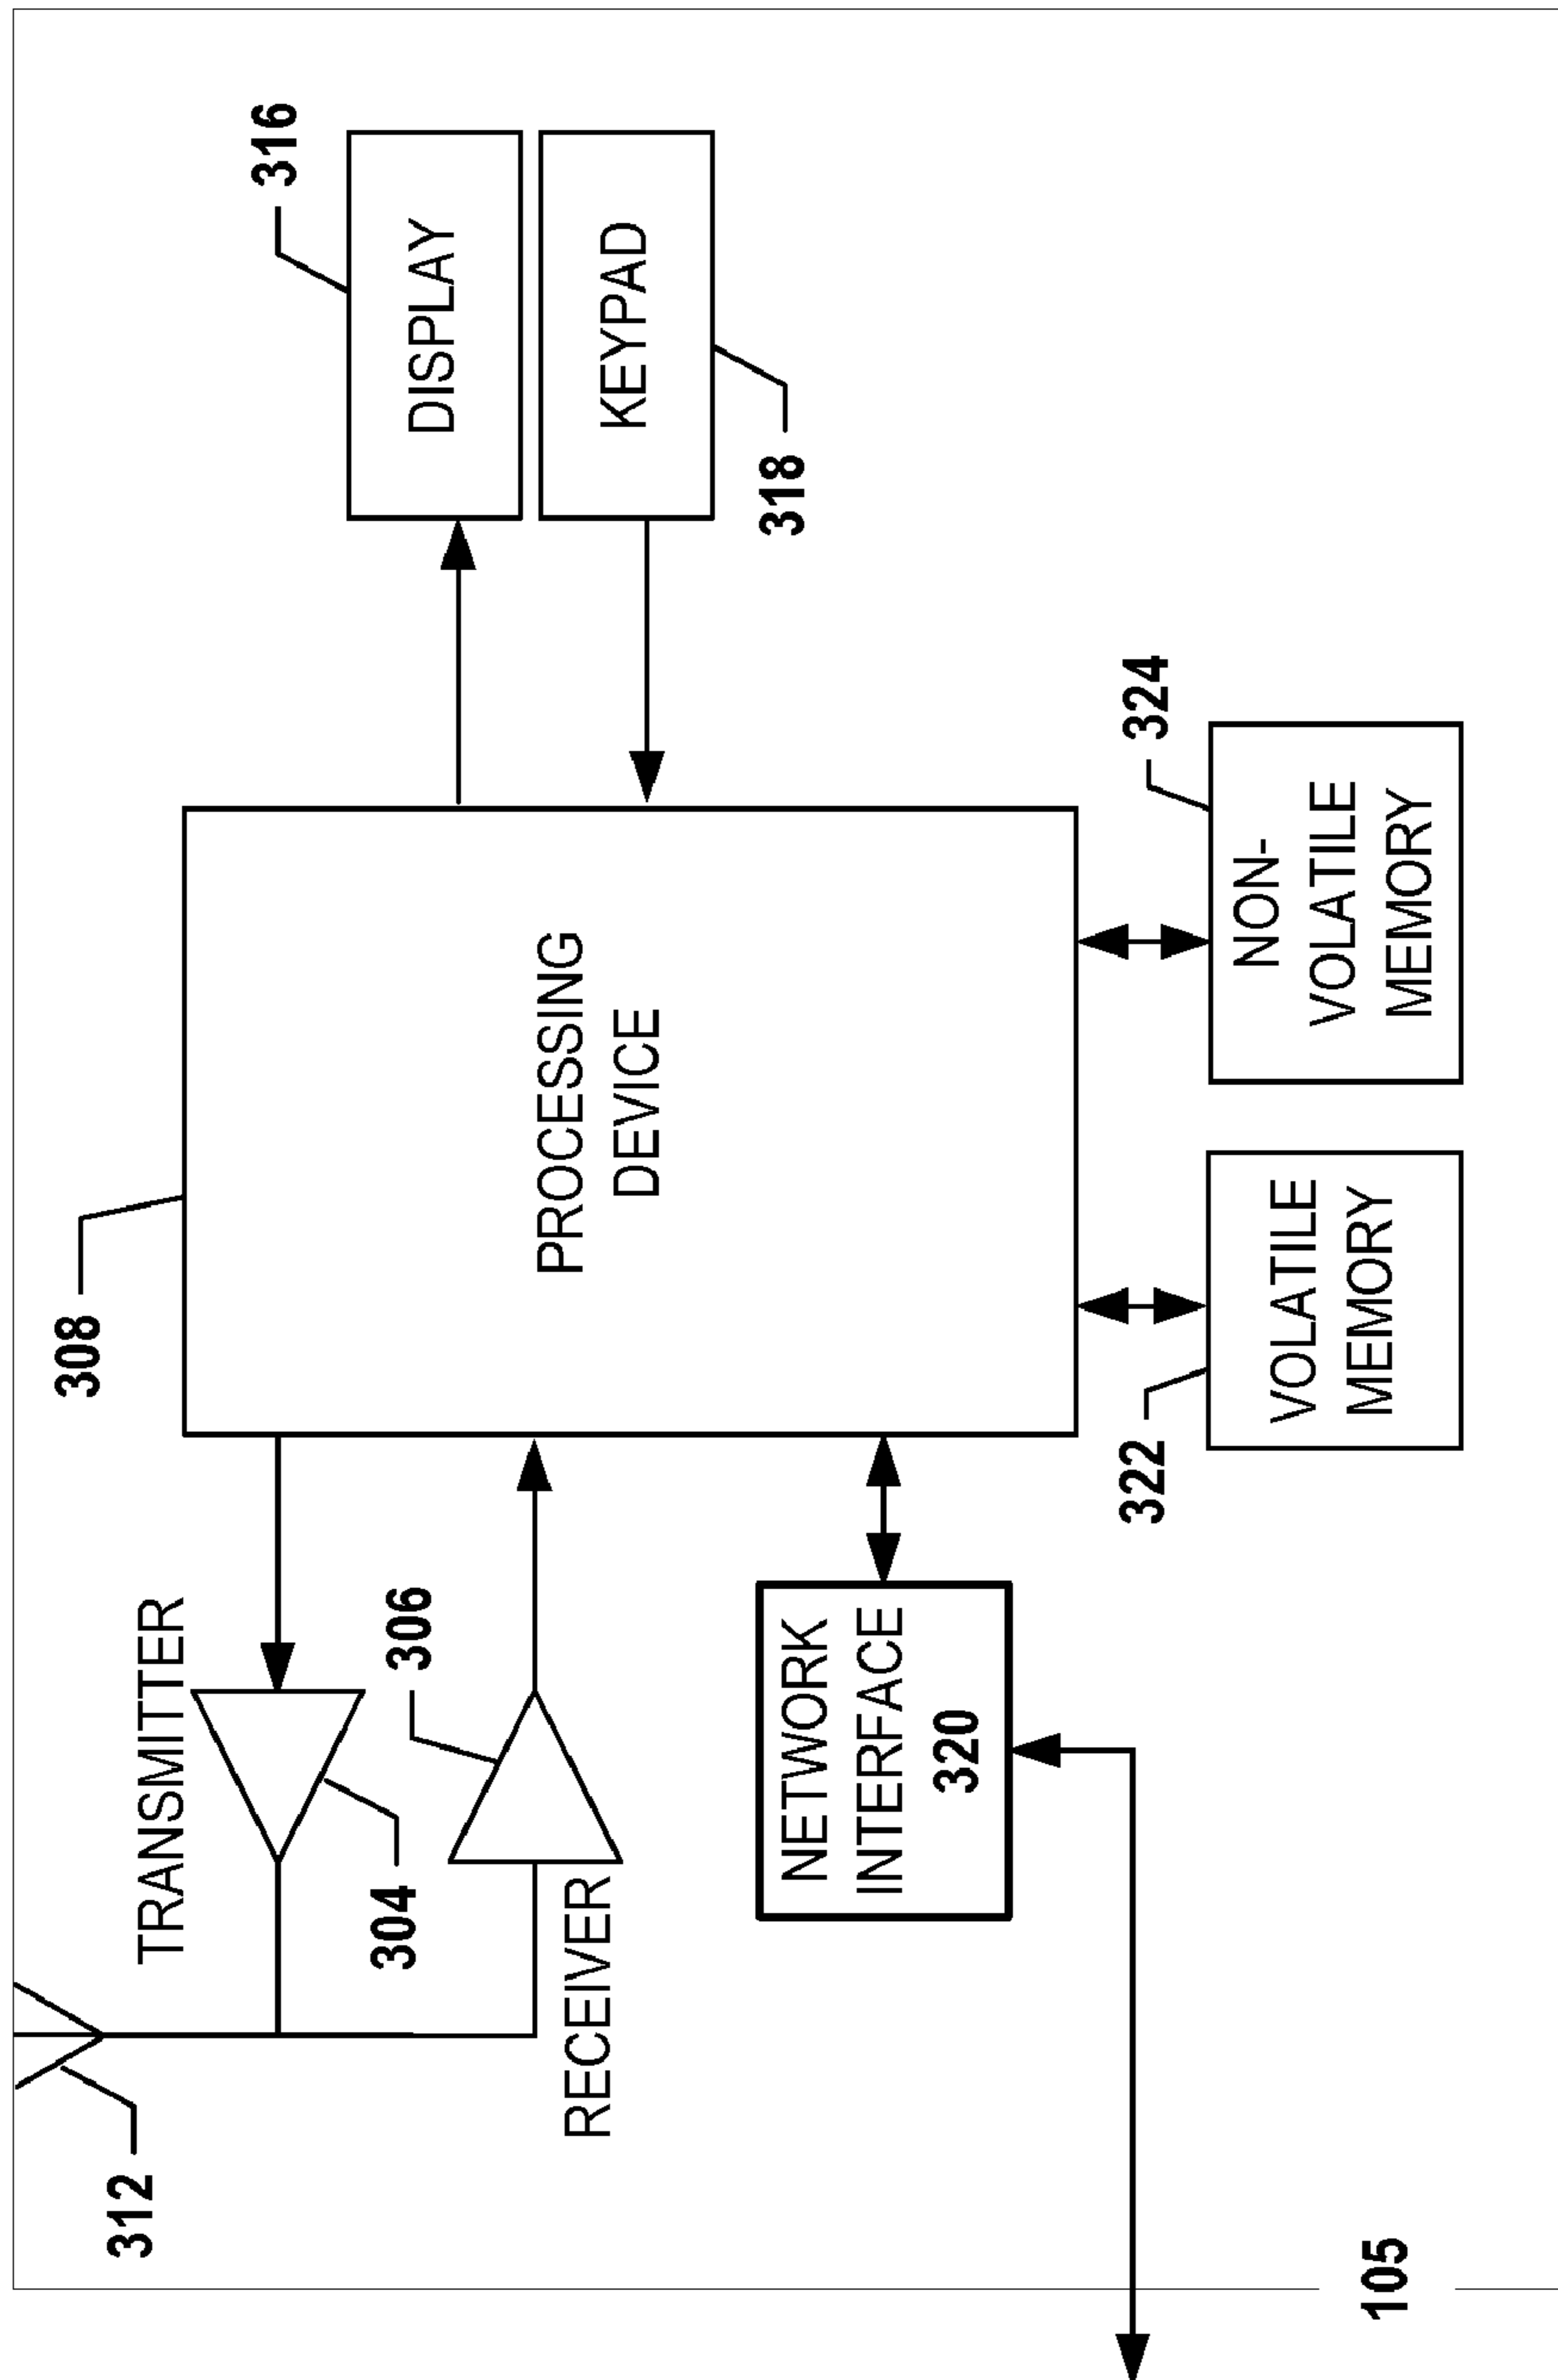 312
TRANSMITTER
304
306
RECEIVER
308
PROCESSING
DEVICE
316
DISPLAY
KEYPAD
318
NETWORK
INTERFACE
320
322
VOLATILE
MEMORY
324
NON-
VOLATILE
MEMORY
105